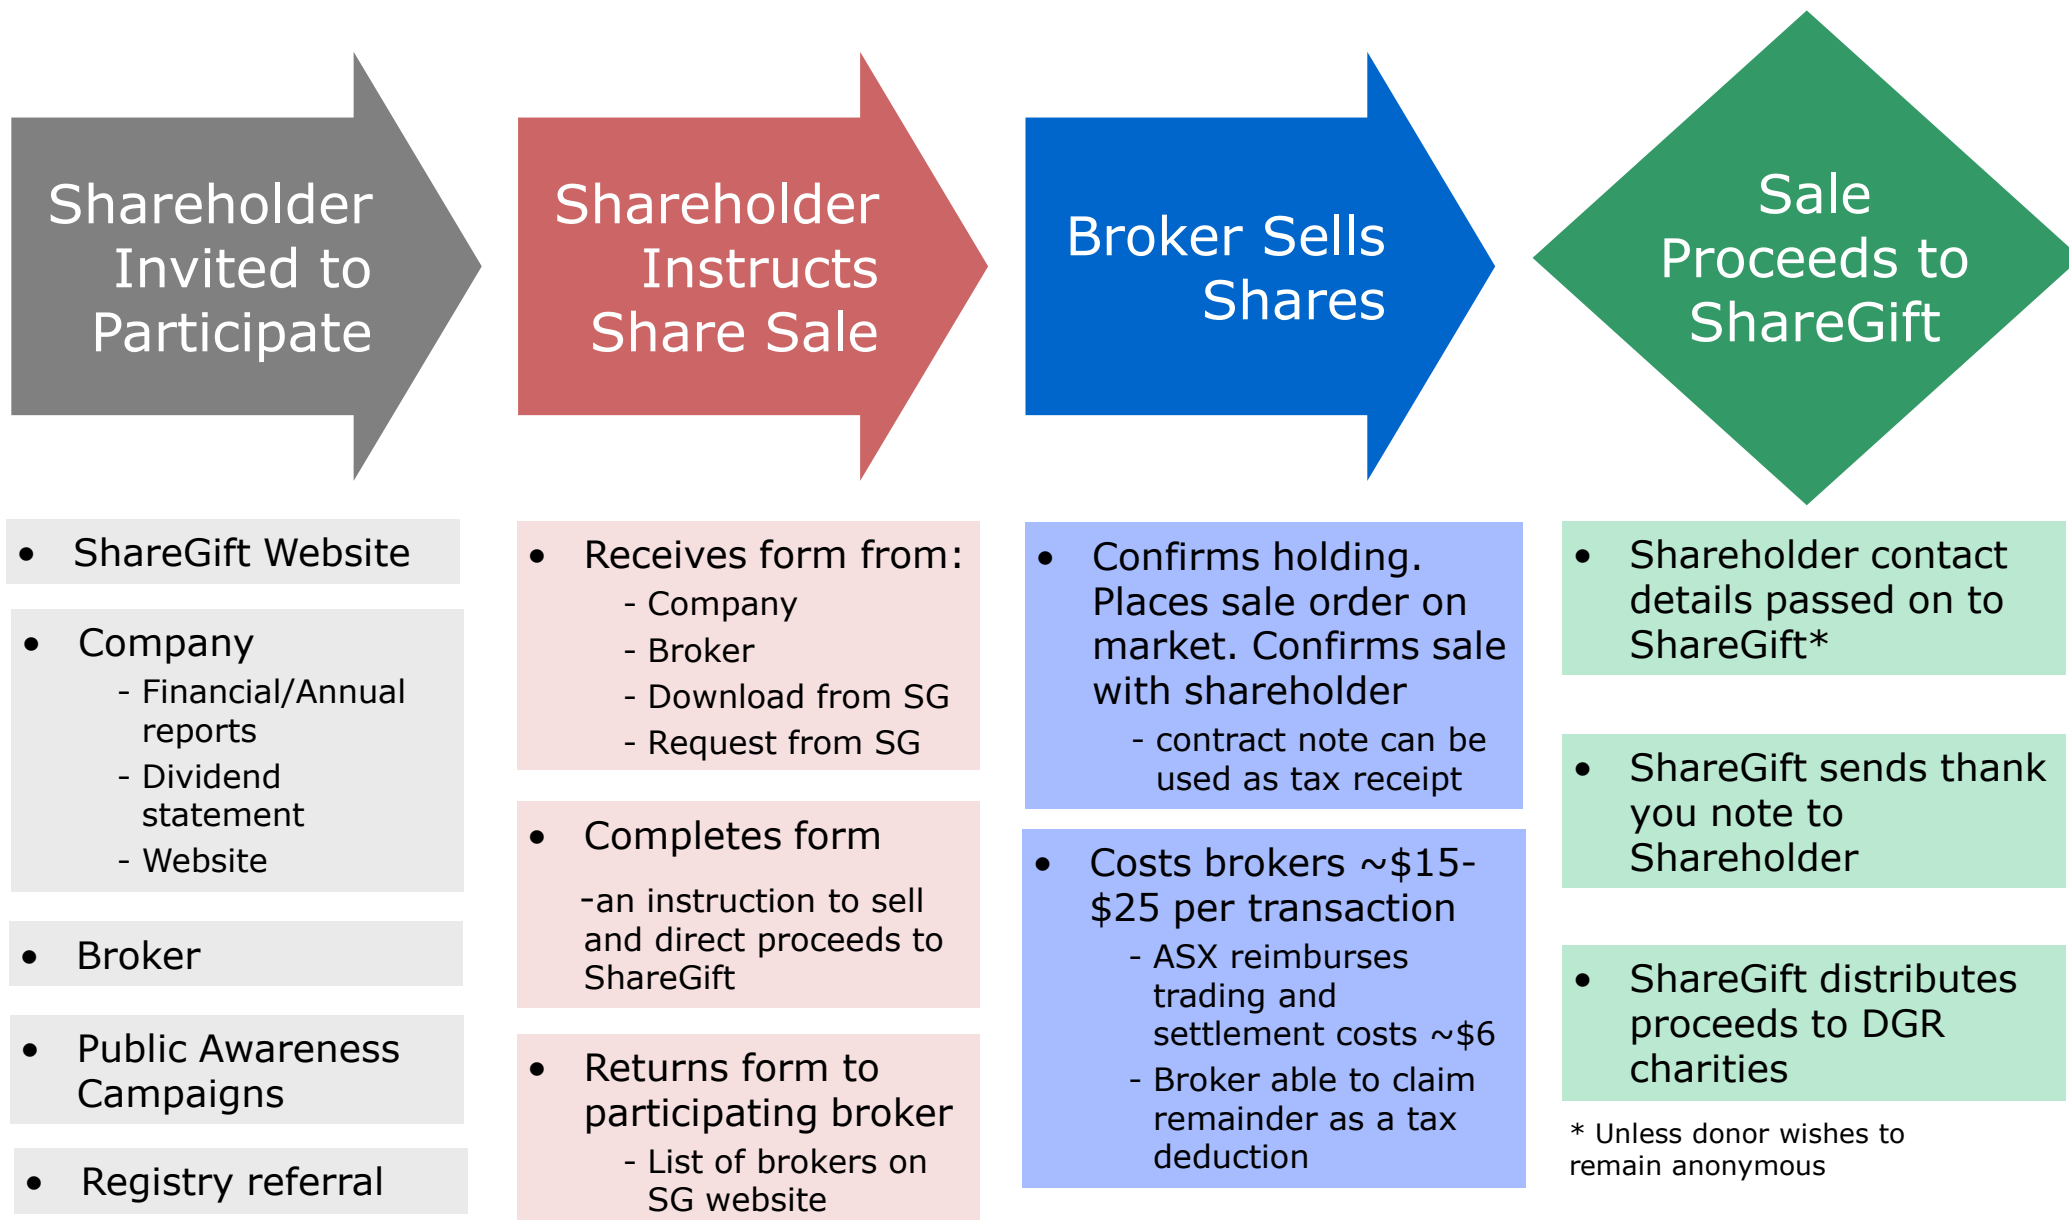 Shareholder
Invited to
Participate
Shareholder
Instructs
Share Sale
Broker Sells
Shares
Sale
Proceeds to
ShareGift
• ShareGift Website
• Company
- Financial/Annual
reports
- Dividend
statement
- Website
• Broker
• Public Awareness
Campaigns
• Registry referral
• Receives form from:
- Company
- Broker
- Download from SG
- Request from SG
• Completes form
-an instruction to sell
and direct proceeds to
ShareGift
• Returns form to
participating broker
- List of brokers on
SG website
• Confirms holding.
Places sale order on
market. Confirms sale
with shareholder
- contract note can be
used as tax receipt
• Costs brokers ~$15-
$25 per transaction
- ASX reimburses
trading and
settlement costs ~$6
- Broker able to claim
remainder as a tax
deduction
• Shareholder contact
details passed on to
ShareGift*
• ShareGift sends thank
you note to
Shareholder
• ShareGift distributes
proceeds to DGR
charities
* Unless donor wishes to
remain anonymous